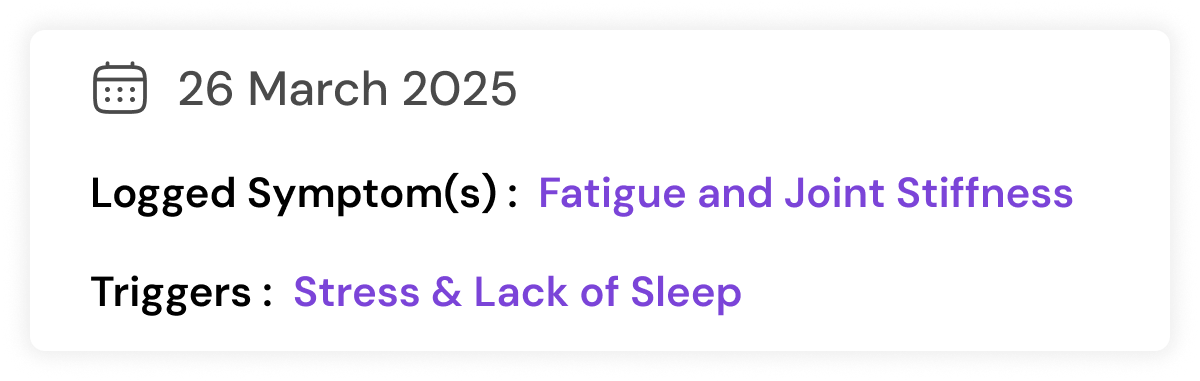 26 March 2025
Logged Symptom(s) : Fatigue and Joint Stiffness
Triggers : Stress & Lack of Sleep